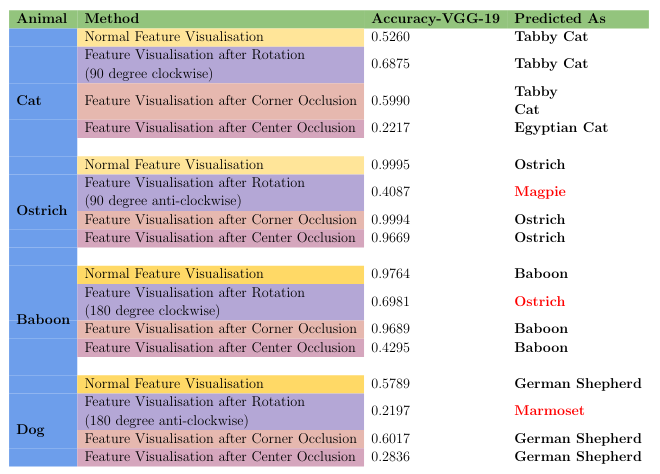 Animal Method Accuracy-VGG-19 Predicted As
Normal Feature Visualisation 0.5260 Tabby Cat
Feature Visualisation after Rotation
(90 degree clockwise) 0.6875 Tabby Cat
Cat Feature Visualisation after Corner Occlusion 0.5990 Tabby
Cat
Feature Visualisation after Center Occlusion 0.2217 Egyptian Cat
Normal Feature Visualisation 0.9995 Ostrich
Feature Visualisation after Rotation
(90 degree anti-clockwise) 0.4087 Magpie
Ostrich
Feature Visualisation after Corner Occlusion 0.9994 Ostrich
Feature Visualisation after Center Occlusion 0.9669 Ostrich
Normal Feature Visualisation 0.9764 Baboon
Feature Visualisation after Rotation
(180 degree clockwise) 0.6981 Ostrich
Baboon
Feature Visualisation after Corner Occlusion 0.9689 Baboon
Feature Visualisation after Center Occlusion 0.4295 Baboon
Normal Feature Visualisation 0.5789 German Shepherd
Feature Visualisation after Rotation
(180 degree anti-clockwise) 0.2197 Marmoset
Dog
Feature Visualisation after Corner Occlusion 0.6017 German Shepherd
Feature Visualisation after Center Occlusion 0.2836 German Shepherd